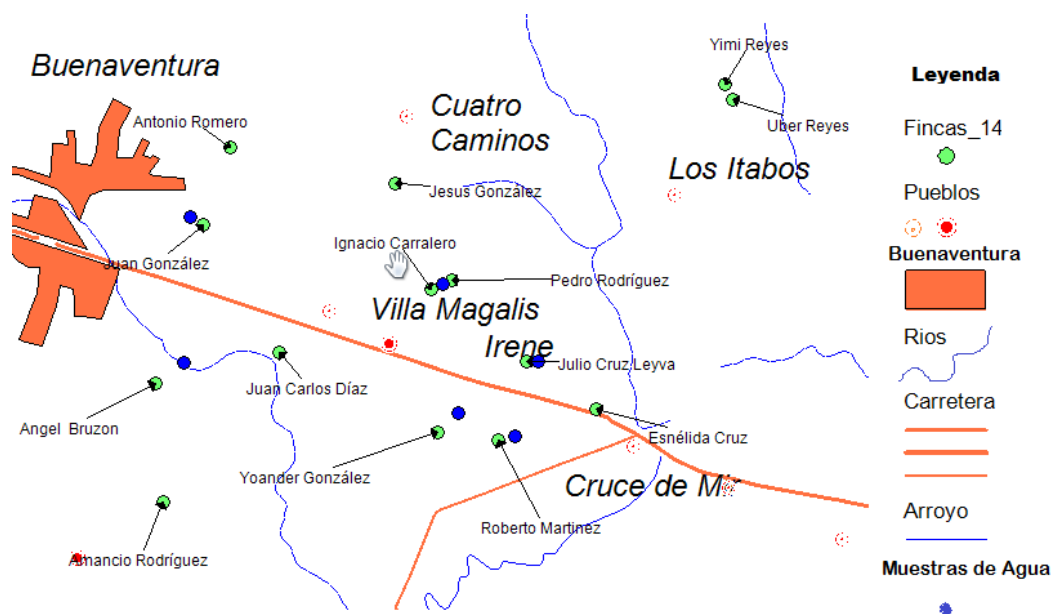 Buenaventura
Antonio Romero
Cuatro
Caminos
Yimi Reyes
Uber Reyes
Los Itabos
Jesus González
Ignacio Carralero
Juan González
Pedro Rodríguez
Villa Magalis
Irene
Julio Cruz Leyva
Juan Carlos Díaz
Angel Bruzon
Esnélida Cruz
Yoander González
Cruce de Mir
Roberto Martinez
Amancio Rodríguez
Leyenda
Fincas_14
Pueblos
Buenaventura
Rios
Carretera
Arroyo
Muestras de Agua